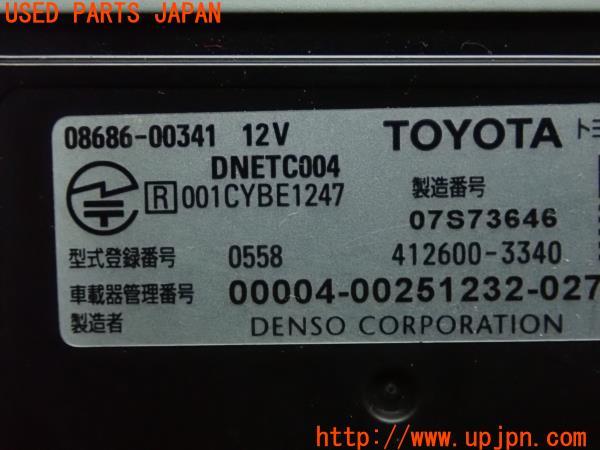 USED PARTS JAPAN
08686-00341 12V TOYOTA
DNETC004
R 001CYBE1247 製造番号
07S73646
型式登録番号 0558 412600-3340
車載器管理番号 00004-00251232-027
製造者 DENSO CORPORATION
UPJ http://www.upjpn.com/